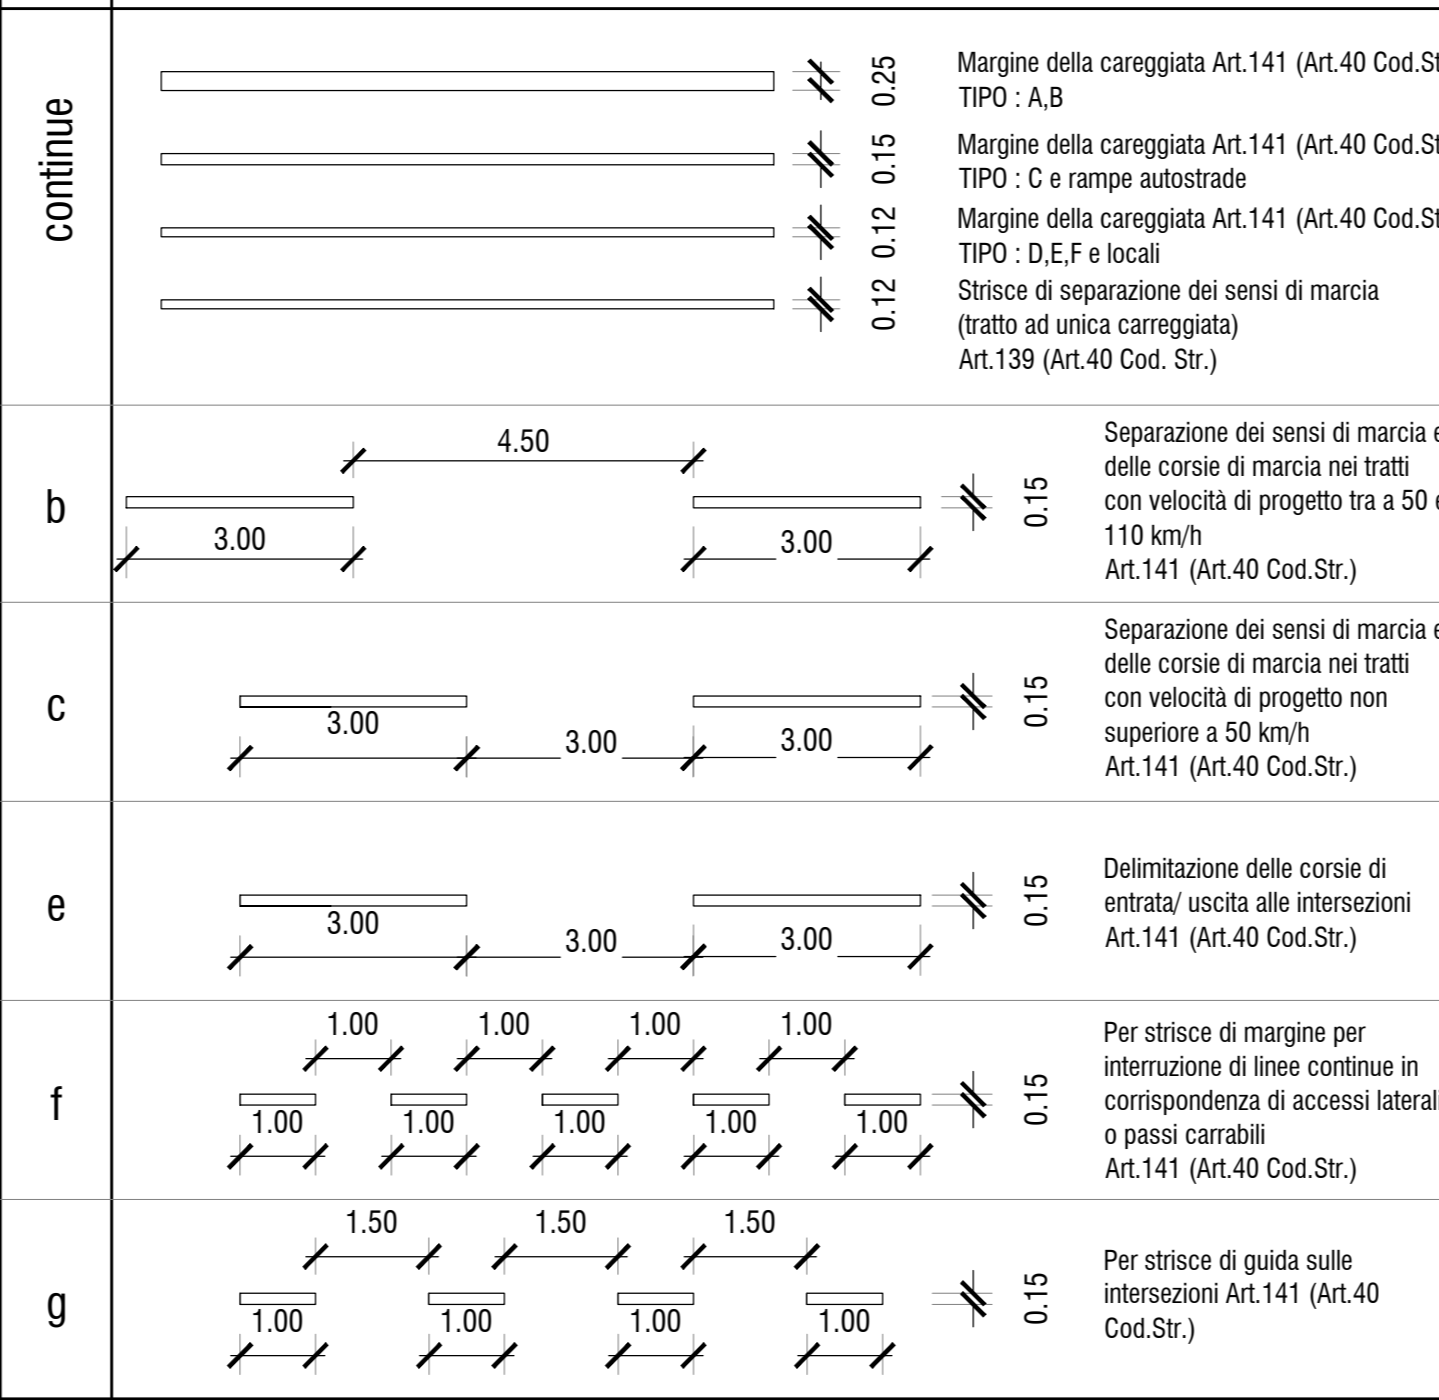 continue
0.25
Margine della careggiata Art.141 (Art.40 Cod.St
TIPO : A,B
0.15
Margine della careggiata Art.141 (Art.40 Cod.St
TIPO : C e rampe autostrade
0.12
Margine della careggiata Art.141 (Art.40 Cod.St
TIPO : D,E,F e locali
0.12
Strisce di separazione dei sensi di marcia
(tratto ad unica carreggiata)
Art.139 (Art.40 Cod. Str.)
b
4.50
3.00
3.00
0.15
Separazione dei sensi di marcia e
delle corsie di marcia nei tratti
con velocità di progetto tra a 50 e
110 km/h
Art.141 (Art.40 Cod.Str.)
c
3.00
3.00
3.00
0.15
Separazione dei sensi di marcia e
delle corsie di marcia nei tratti
con velocità di progetto non
superiore a 50 km/h
Art.141 (Art.40 Cod.Str.)
e
3.00
3.00
3.00
0.15
Delimitazione delle corsie di
entrata/ uscita alle intersezioni
Art.141 (Art.40 Cod.Str.)
f
1.00 1.00 1.00 1.00
1.00 1.00 1.00 1.00 1.00
0.15
Per strisce di margine per
interruzione di linee continue in
corrispondenza di accessi laterali
o passi carrabili
Art.141 (Art.40 Cod.Str.)
g
1.50 1.50 1.50
1.00 1.00 1.00 1.00
0.15
Per strisce di guida sulle
intersezioni Art.141 (Art.40
Cod.Str.)